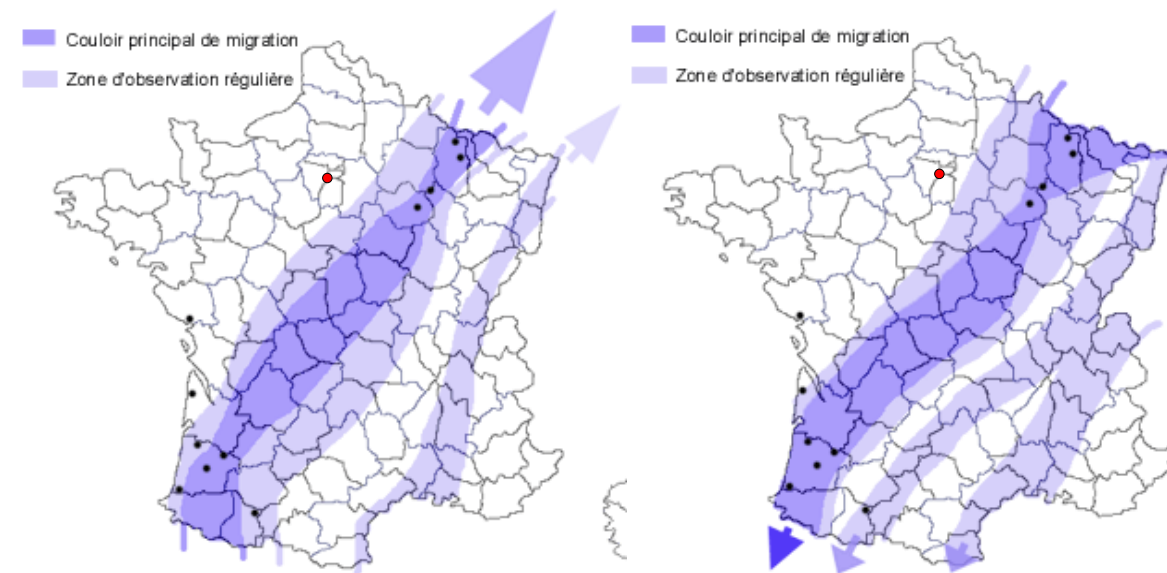 Couloir principal de migration
Zone d'observation régulière
Couloir principal de migration
Zone d'observation régulière